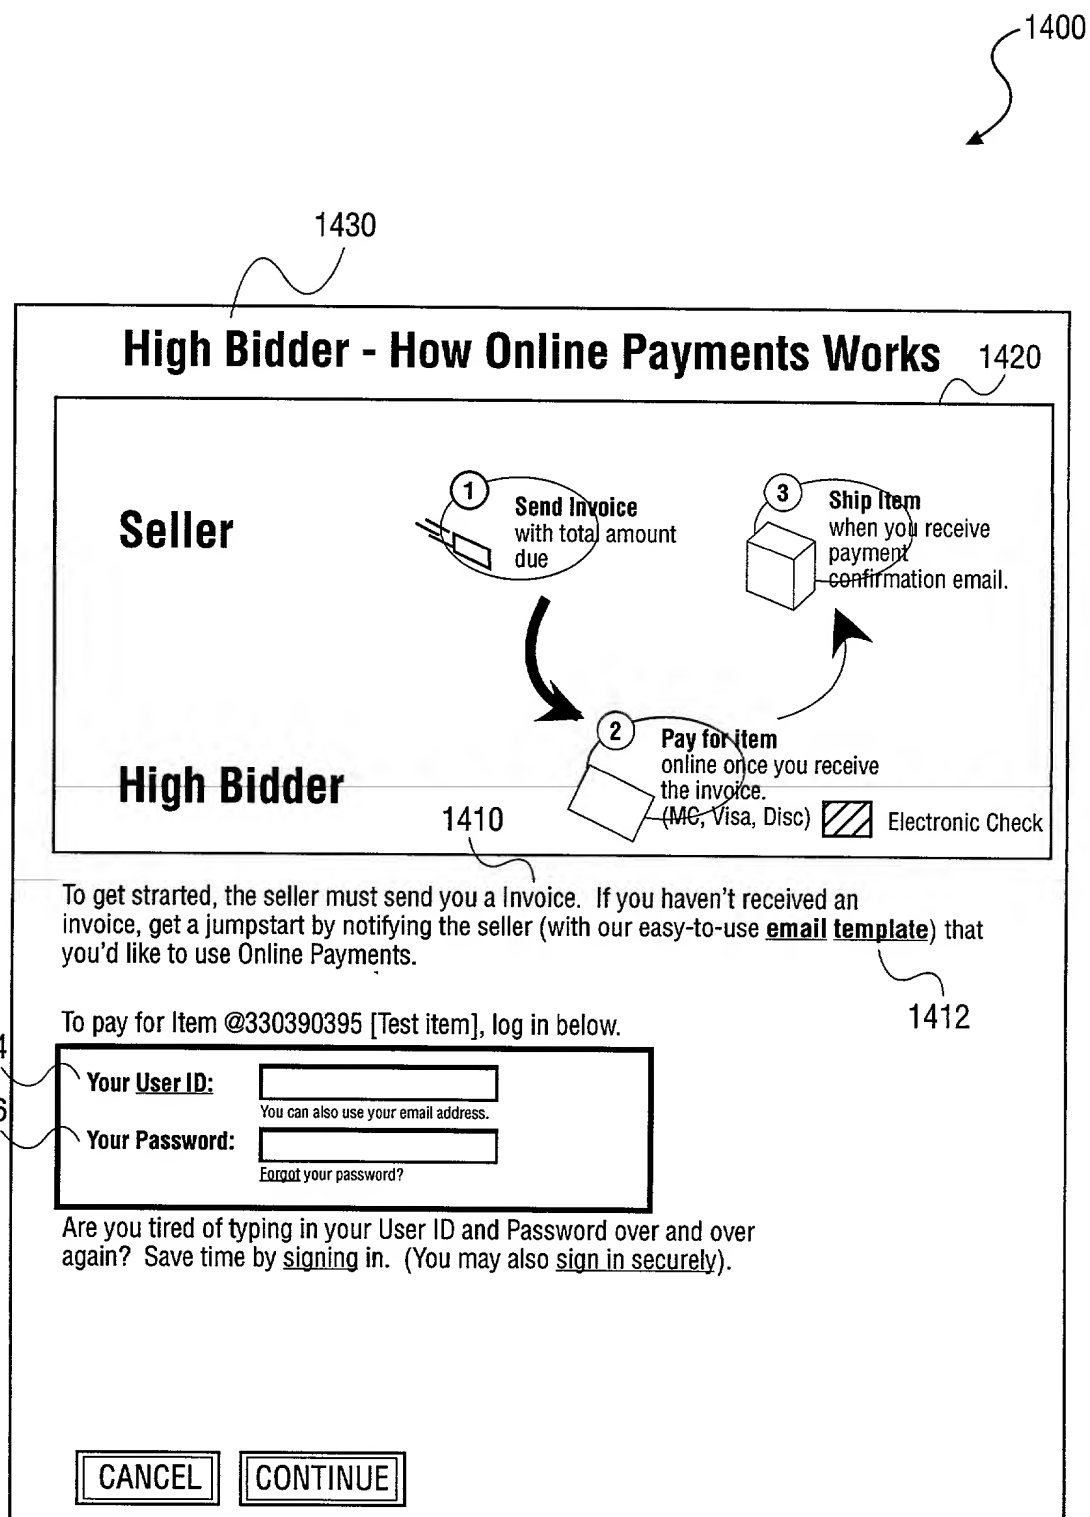 1400
1430
High Bidder - How Online Payments Works
1420
Seller
1
Send Invoice
with total amount
due
3
Ship Item
when you receive
payment
confirmation email.
High Bidder
2
Pay for item
online once you receive
the invoice.
(MC, Visa, Disc)
Electronic Check
1410
To get strarted, the seller must send you a Invoice. If you haven't received an
invoice, get a jumpstart by notifying the seller (with our easy-to-use email template) that
you'd like to use Online Payments.
1412
To pay for Item @330390395 [Test item], log in below.
4
Your User ID:
You can also use your email address.
6
Your Password:
Forgot your password?
Are you tired of typing in your User ID and Password over and over
again? Save time by signing in. (You may also sign in securely).
CANCEL
CONTINUE